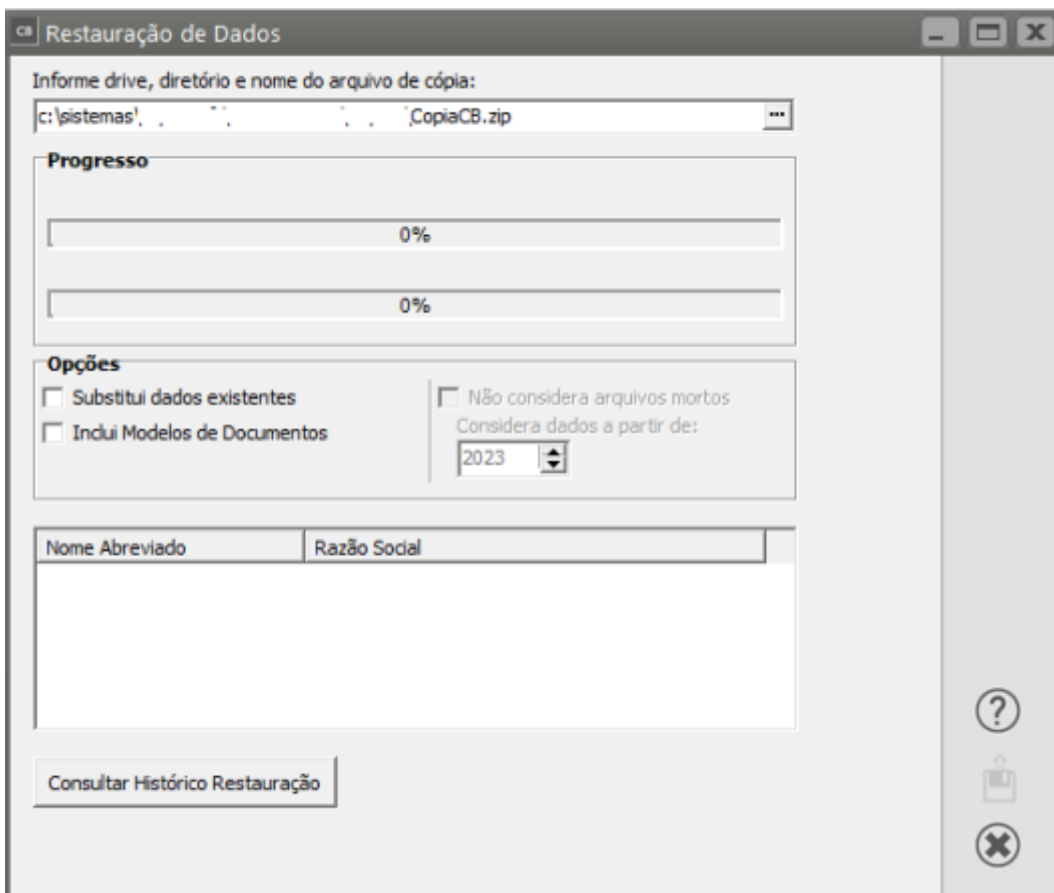 CB Restauração de Dados
Informe drive, diretório e nome do arquivo de cópia:
c:\sistemas\ CopiaCB.zip ...
Progresso
0%
0%
Opções
Substitui dados existentes
Não considera arquivos mortos
Inclui Modelos de Documentos
Considera dados a partir de:
2023
Nome Abreviado Razão Social
Consultar Histórico Restauração
?